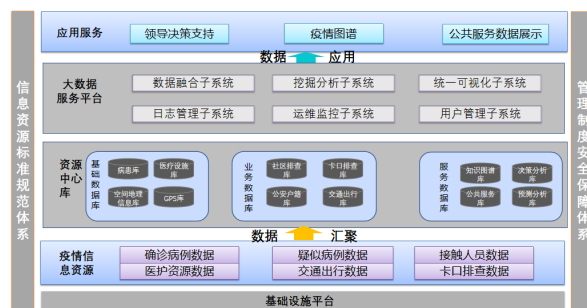 应用服务
领导决策支持
疫情图谱
公共服务数据展示
数据 应用
大数据
服务平台
数据融合子系统
挖掘分析子系统
统一可视化子系统
日志管理子系统
运维监控子系统
用户管理子系统
资源
中心
库
基础数据库
病患库
医疗设施
库
空间地理
信息库
GPS库
业务数据库
社区排查
库
卡口排查
库
公安户籍
库
交通出行
库
服务数据库
知识图谱
库
决策分析
库
公共服务
库
预测分析
库
数据 汇聚
疫情信
息资源
确诊病例数据
疑似病例数据
接触人员数据
医护资源数据
交通出行数据
卡口排查数据
基础设施平台
信息资源标准规范体系
管理制度安全保障体系